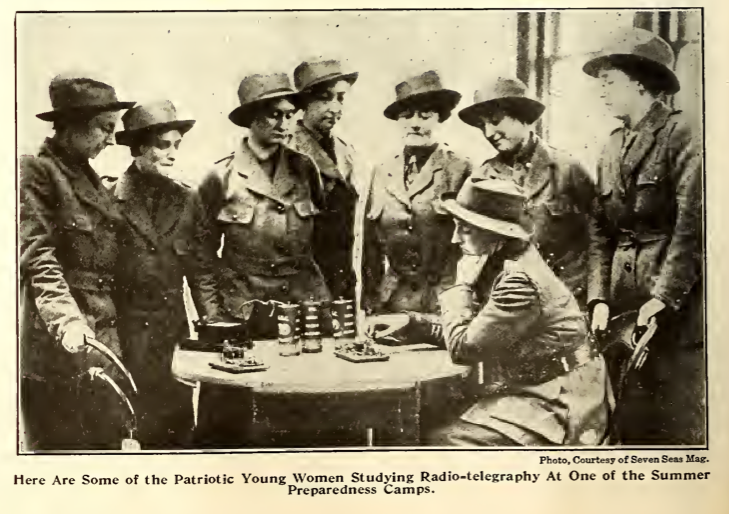 Photo, Courtesy of Seven Seas Mag.
Here Are Some of the Patriotic Young Women Studying Radio-telegraphy At One of the Summer
Preparedness Camps.